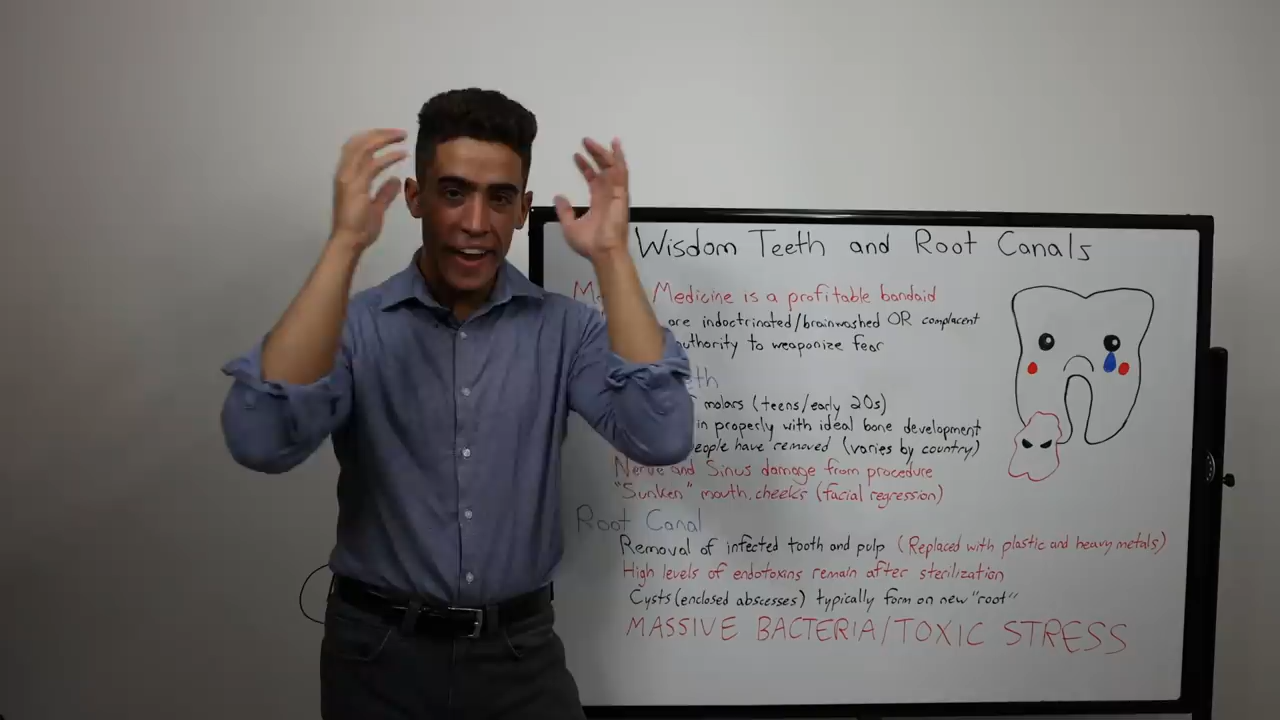 Wisdom Teeth and Root Canals
Medicine is a profitable bandaid
are indoctrinated/brainwashed OR complacent
authority to weaponize fear
molars (teens/early 20s)
in properly with ideal bone development
people have removed (varies by country)
Nerve and Sinus damage from procedure
"Sunken" mouth, cheeks (facial regression)
Root Canal
Removal of infected tooth and pulp (Replaced with plastic and heavy metals)
High levels of endotoxins remain after sterilization
Cysts (enclosed abscesses) typically form on new "root"
MASSIVE BACTERIA/TOXIC STRESS